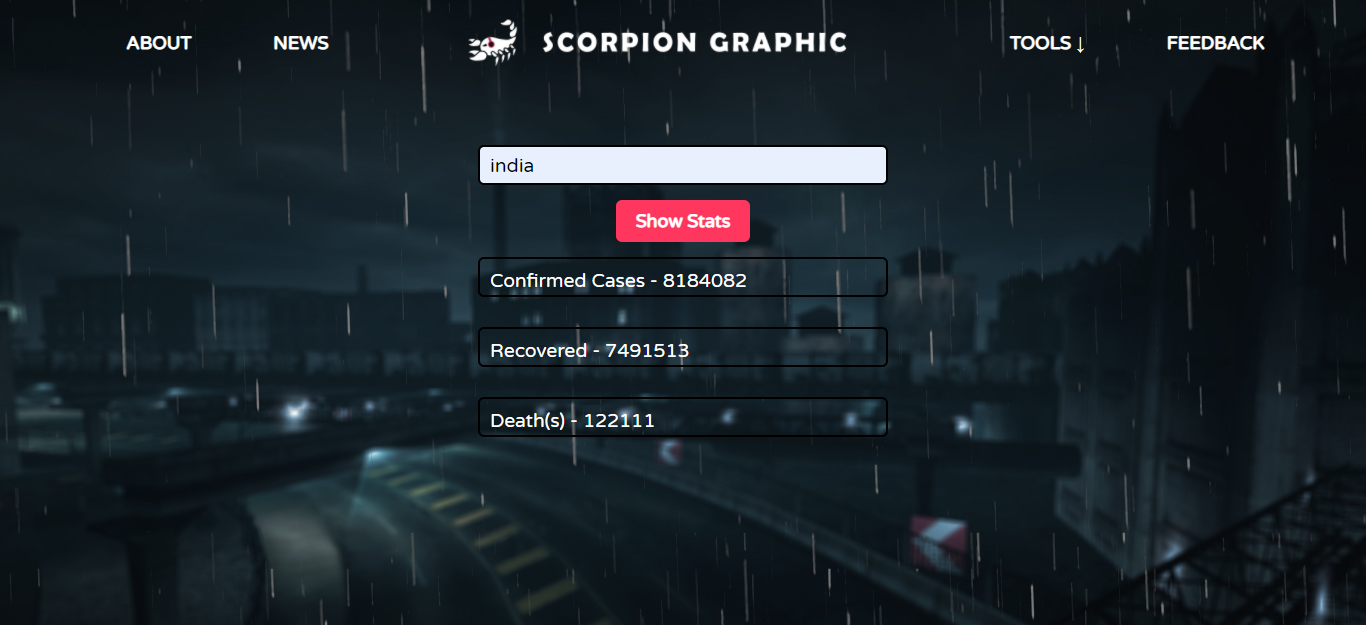 ABOUT
NEWS
SCORPION GRAPHIC
TOOLS ↓
FEEDBACK
india
Show Stats
Confirmed Cases - 8184082
Recovered - 7491513
Death(s) - 122111